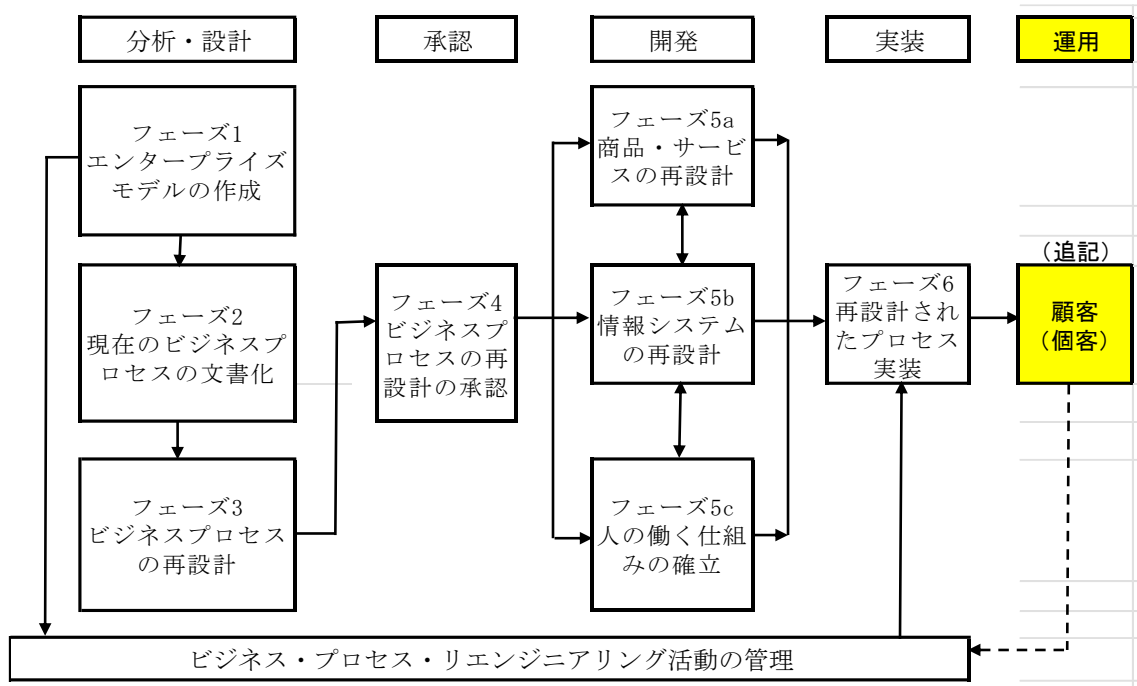 分析・設計
承認
開発
実装
運用
フェーズ1
エンタープライズ
モデルの作成
フェーズ2
現在のビジネスプ
ロセスの文書化
フェーズ3
ビジネスプロセス
の再設計
フェーズ4
ビジネスプ
ロセスの再
設計の承認
フェーズ5a
商品・サービ
スの再設計
フェーズ5b
情報システム
の再設計
フェーズ5c
人の働く仕組
みの確立
フェーズ6
再設計され
たプロセス
実装
（追記）
顧客
（個客）
ビジネス・プロセス・リエンジニアリング活動の管理